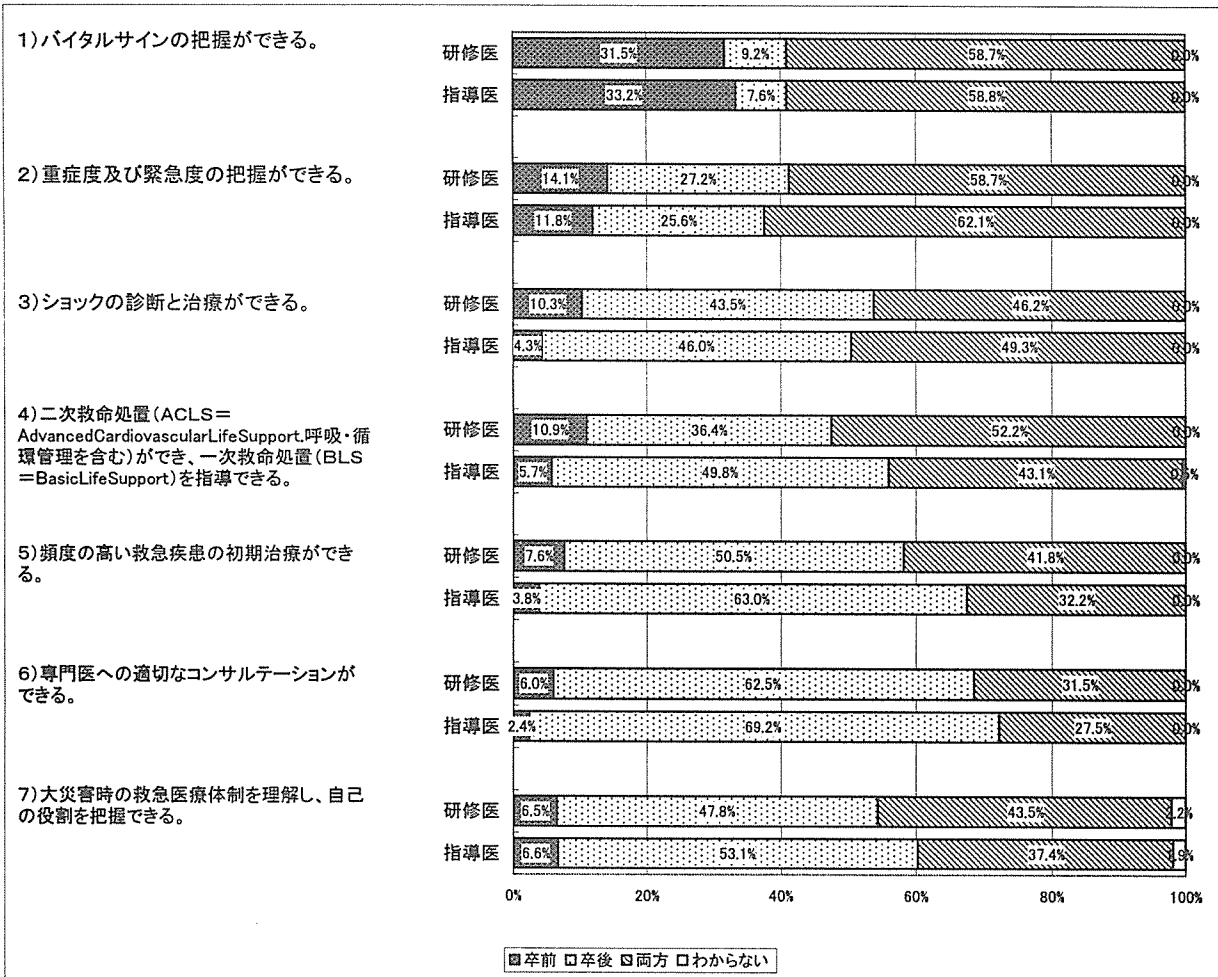 1)バイタルサインの把握ができる。
研修医 31.5% 9.2% 58.7% 0.0%
指導医 33.2% 7.6% 58.8% 0.0%
2)重症度及び緊急度の把握ができる。
研修医 14.1% 27.2% 58.7% 0.0%
指導医 11.8% 25.6% 62.1% 0.0%
3)ショックの診断と治療ができる。
研修医 10.3% 43.5% 46.2% 0.0%
指導医 4.3% 46.0% 49.3% 0.0%
4)二次救命処置(ACLS=
AdvancedCardiovascularLifeSupport.呼吸・循
環管理を含む)ができ、一次救命処置(BLS
=BasicLifeSupport)を指導できる。
研修医 10.9% 36.4% 52.2% 0.0%
指導医 5.7% 49.8% 43.1%
5)頻度の高い救急疾患の初期治療ができ
る。
研修医 7.6% 50.5% 41.8% 0.0%
指導医 3.8% 63.0% 32.2% 0.0%
6)専門医への適切なコンサルテーションが
できる。
研修医 6.0% 62.5% 31.5% 0.0%
指導医 2.4% 69.2% 27.5% 0.0%
7)大災害時の救急医療体制を理解し、自己
の役割を把握できる。
研修医 6.5% 47.8% 43.5%
指導医 6.6% 53.1% 37.4%
0% 20% 40% 60% 80% 100%
卒前 卒後 両方 わからない